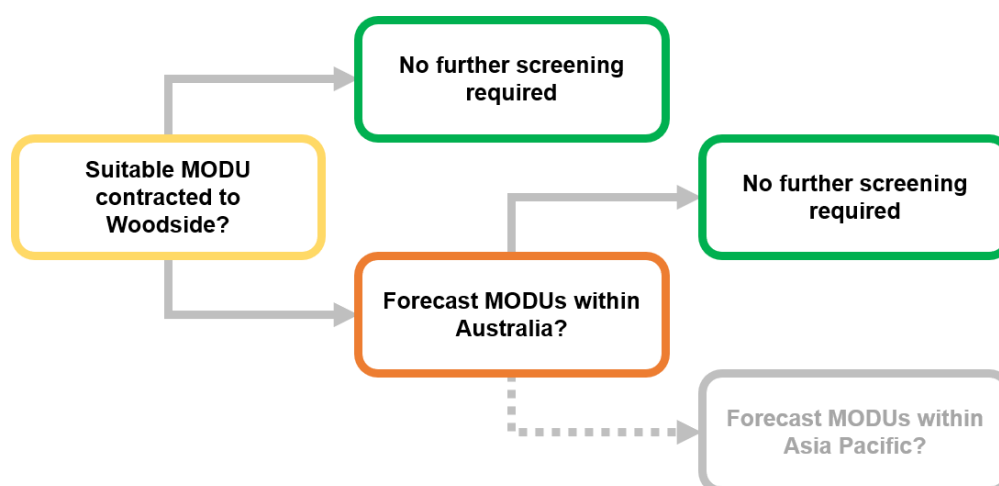 No further screening
required
Suitable MODU
contracted to
Woodside?
No further screening
required
Forecast MODUs within
Australia?
Forecast MODUs within
Asia Pacific?